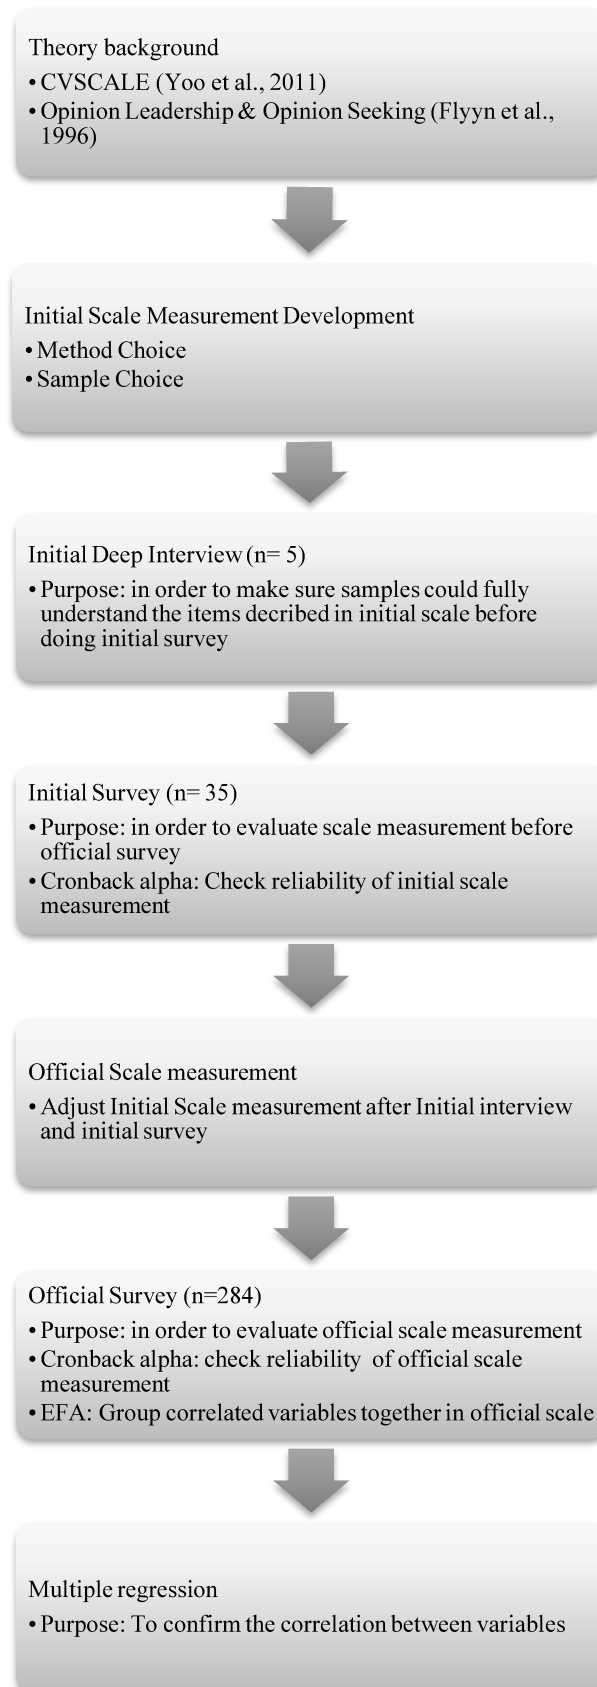 Theory background
• CVSCALE (Yoo et al., 2011)
• Opinion Leadership & Opinion Seeking (Flyyn et al.,
1996)
Initial Scale Measurement Development
• Method Choice
• Sample Choice
Initial Deep Interview (n= 5)
• Purpose: in order to make sure samples could fully
understand the items decribed in initial scale before
doing initial survey
Initial Survey (n= 35)
• Purpose: in order to evaluate scale measurement before
official survey
• Cronback alpha: Check reliability of initial scale
measurement
Official Scale measurement
• Adjust Initial Scale measurement after Initial interview
and initial survey
Official Survey (n=284)
• Purpose: in order to evaluate official scale measurement
• Cronback alpha: check reliability of official scale
measurement
• EFA: Group correlated variables together in official scale
Multiple regression
• Purpose: To confirm the correlation between variables